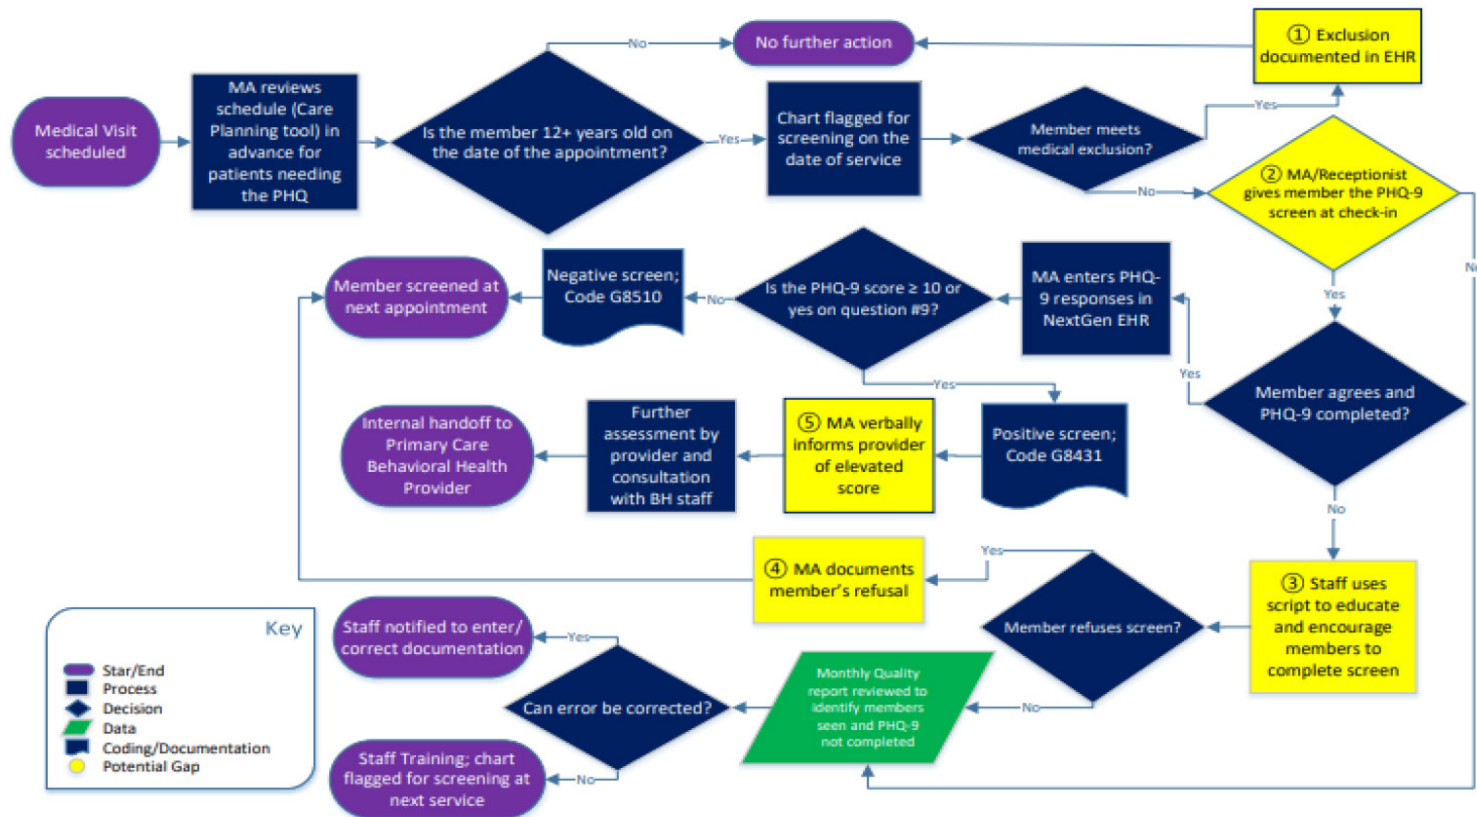 No
No further action
① Exclusion
documented in EHR
Medical Visit
scheduled
MA reviews
schedule (Care
Planning tool) in
advance for
patients needing
the PHQ
Is the member 12+ years old on
the date of the appointment?
Yes
Chart flagged for
screening on the
date of service
Member meets
medical exclusion?
Yes
No
② MA/Receptionist
gives member the PHQ-9
screen at check-in
No
Yes
Member screened at
next appointment
Negative screen;
Code G8510
No
Is the PHQ-9 score ≥ 10 or
yes on question #9?
MA enters PHQ-
9 responses in
NextGen EHR
Yes
Member agrees and
PHQ-9 completed?
Yes
Internal handoff to
Primary Care
Behavioral Health
Provider
Further
assessment by
provider and
consultation
with BH staff
⑤ MA verbally
informs provider
of elevated
score
Positive screen;
Code G8431
No
④ MA documents
member's refusal
Yes
Member refuses screen?
③ Staff uses
script to educate
and encourage
members to
complete screen
No
Monthly Quality
report reviewed to
identify members
seen and PHQ-9
not completed
Can error be corrected?
Yes
Staff notified to enter/
correct documentation
No
Staff Training; chart
flagged for screening at
next service
Key
Star/End
Process
Decision
Data
Coding/Documentation
Potential Gap